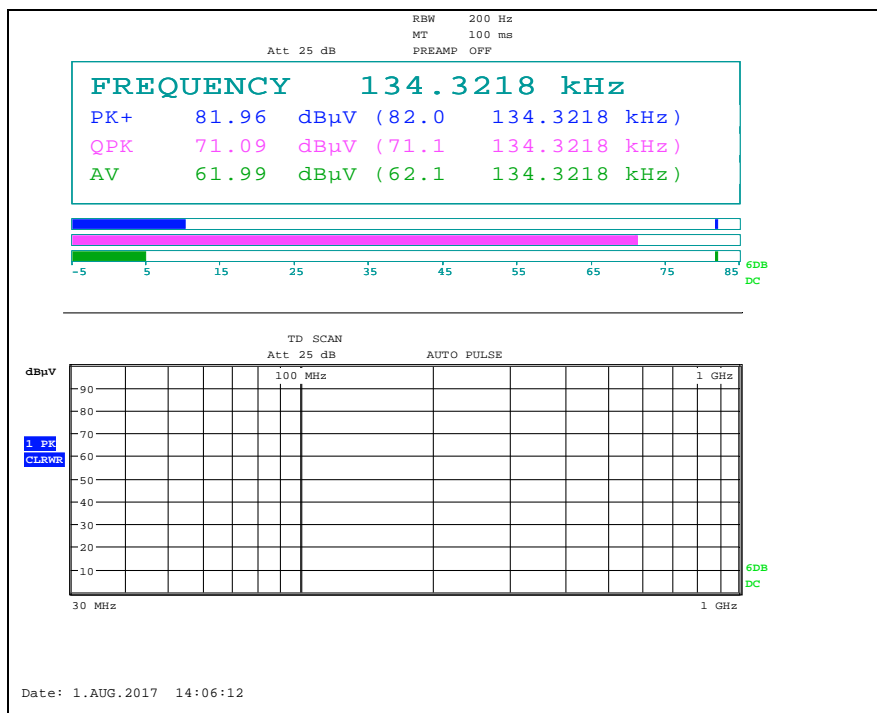 RBW 200 Hz
MT 100 ms
Att 25 dB PREAMP OFF
FREQUENCY 134.3218 kHz
PK+ 81.96 dBµV (82.0 134.3218 kHz)
QPK 71.09 dBµV (71.1 134.3218 kHz)
AV 61.99 dBµV (62.1 134.3218 kHz)
-5 5 15 25 35 45 55 65 75 85
6DB
DC
TD SCAN
Att 25 dB AUTO PULSE
dBµV
100 MHz 1 GHz
90
80
70
1 PK
CLRWR
60
50
40
30
20
10
6DB
DC
30 MHz 1 GHz
Date: 1.AUG.2017 14:06:12